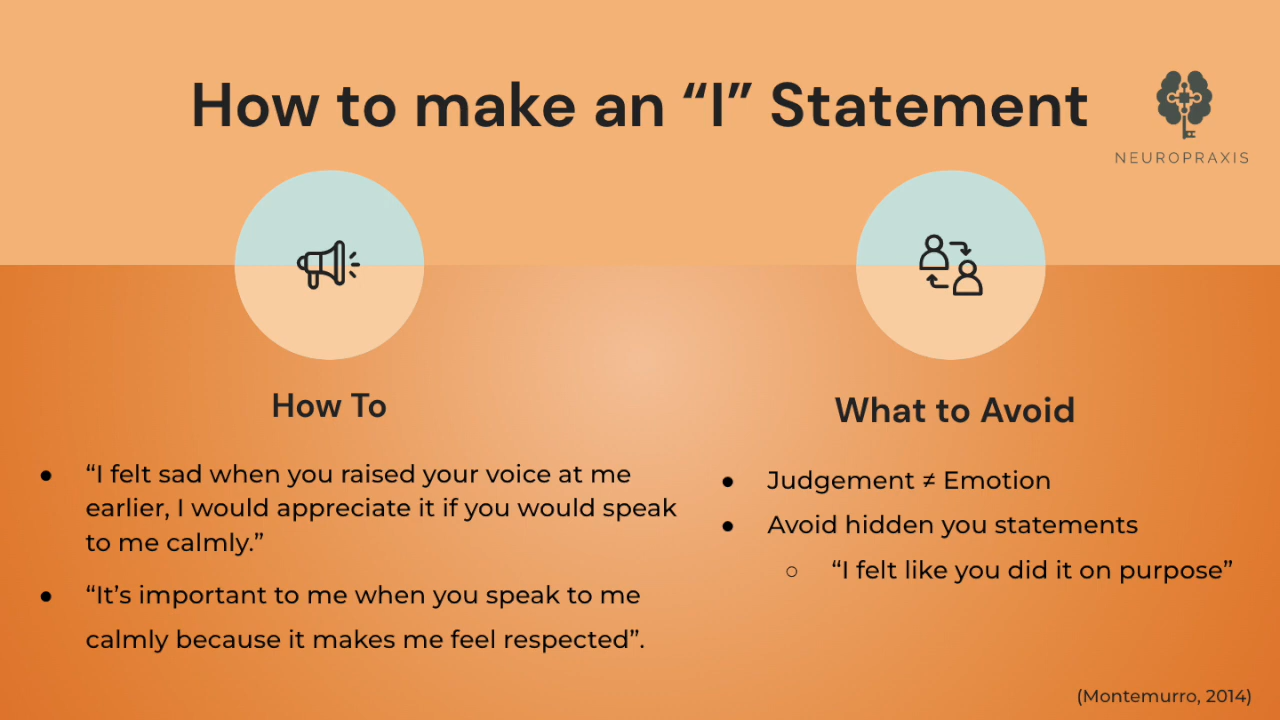 How to make an “I” Statement
NEUROPRAXIS
How To
● “I felt sad when you raised your voice at me
earlier, I would appreciate it if you would speak
to me calmly.”
● “It’s important to me when you speak to me
calmly because it makes me feel respected”.
What to Avoid
● Judgement ≠ Emotion
● Avoid hidden you statements
○ “I felt like you did it on purpose”
(Montemurro, 2014)